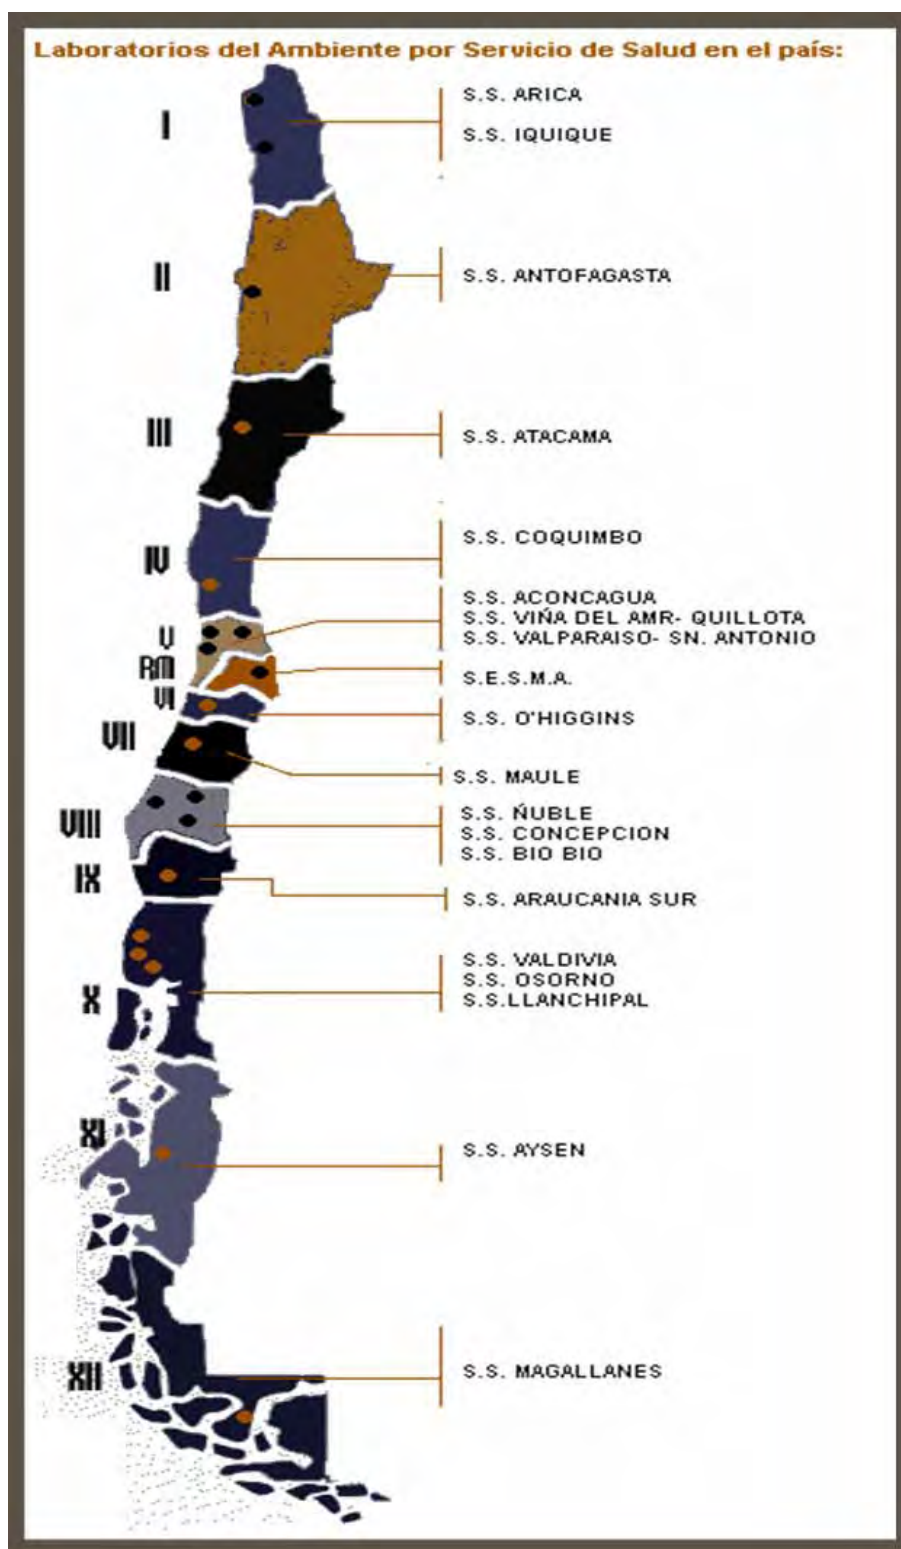 Laboratorios del Ambiente por Servicio de Salud en el país:
I
S.S. ARICA
S.S. IQUIQUE
II
S.S. ANTOFAGASTA
III
S.S. ATACAMA
IV
S.S. COQUIMBO
V
S.S. ACONCAGUA
S.S. VIÑA DEL AMR- QUILLOTA
S.S. VALPARAISO- SN. ANTONIO
RM
S.E.S.M.A.
VI
S.S. O'HIGGINS
VII
S.S. MAULE
VIII
S.S. ÑUBLE
S.S. CONCEPCION
S.S. BIO BIO
IX
S.S. ARAUCANIA SUR
X
S.S. VALDIVIA
S.S. OSORNO
S.S.LLANCHIPAL
XI
S.S. AYSEN
XII
S.S. MAGALLANES